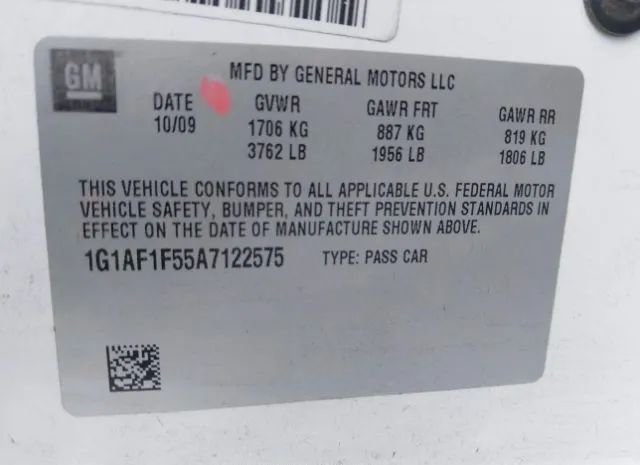 GM
MFD BY GENERAL MOTORS LLC
DATE GVWR GAWR FRT GAWR RR
10/09 1706 KG 887 KG 819 KG
3762 LB 1956 LB 1806 LB
THIS VEHICLE CONFORMS TO ALL APPLICABLE U.S. FEDERAL MOTOR
VEHICLE SAFETY, BUMPER, AND THEFT PREVENTION STANDARDS IN
EFFECT ON THE DATE OF MANUFACTURE SHOWN ABOVE.
1G1AF1F55A7122575 TYPE: PASS CAR